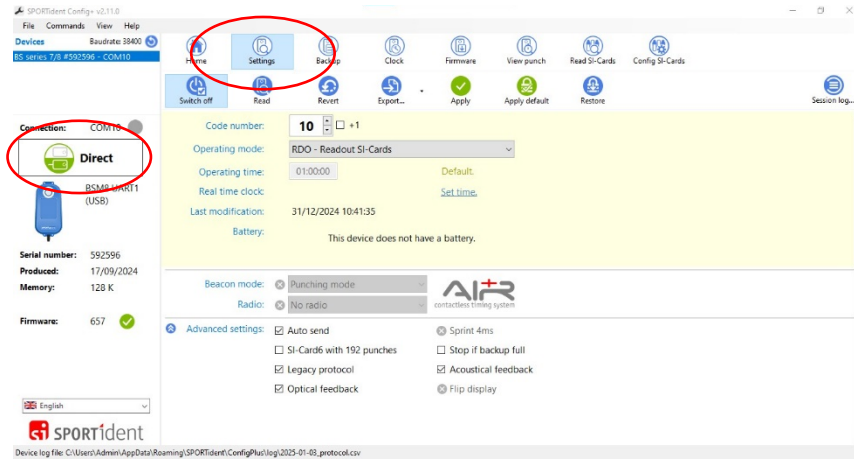 SPORTident Config+ v2.11.0
File Commands View Help
Devices Baudrate: 38400
BS series 7/8 #592596 - COM10
Home Settings Backup Clock Firmware View punch Read SI-Cards Config SI-Cards
Switch off Read Revert Export... Apply Apply default Restore Session log...
Connection: COM10
Direct
BSM8 UART1
(USB)
Serial number: 592596
Produced: 17/09/2024
Memory: 128 K
Firmware: 657
English
SPORTident
Code number: 10 +1
Operating mode: RDO - Readout SI-Cards
Operating time: 01:00:00 Default.
Real time clock: Set time.
Last modification: 31/12/2024 10:41:35
Battery: This device does not have a battery.
Beacon mode: Punching mode
Radio: No radio
AIR+
contactless timing system
Advanced settings: Auto send Sprint 4ms
SI-Card6 with 192 punches Stop if backup full
Legacy protocol Acoustical feedback
Optical feedback Flip display
Device log file: C:\Users\Admin\AppData\Roaming\SPORTident\ConfigPlus\log\2025-01-03_protocol.csv